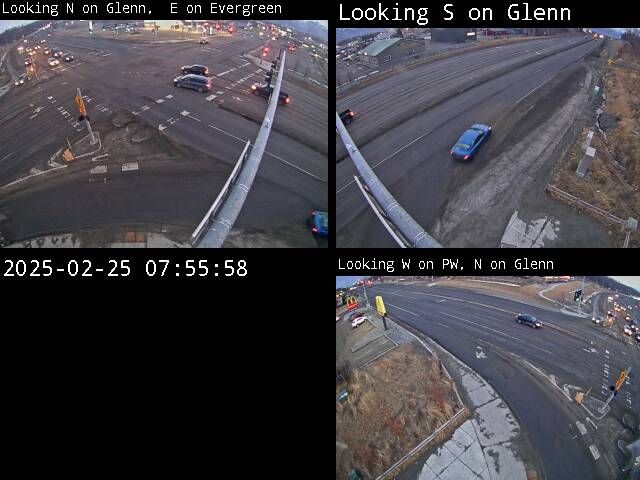 Looking N on Glenn,  E on Evergreen
Looking S on Glenn
2025-02-25 07:55:58
Looking W on PW, N on Glenn